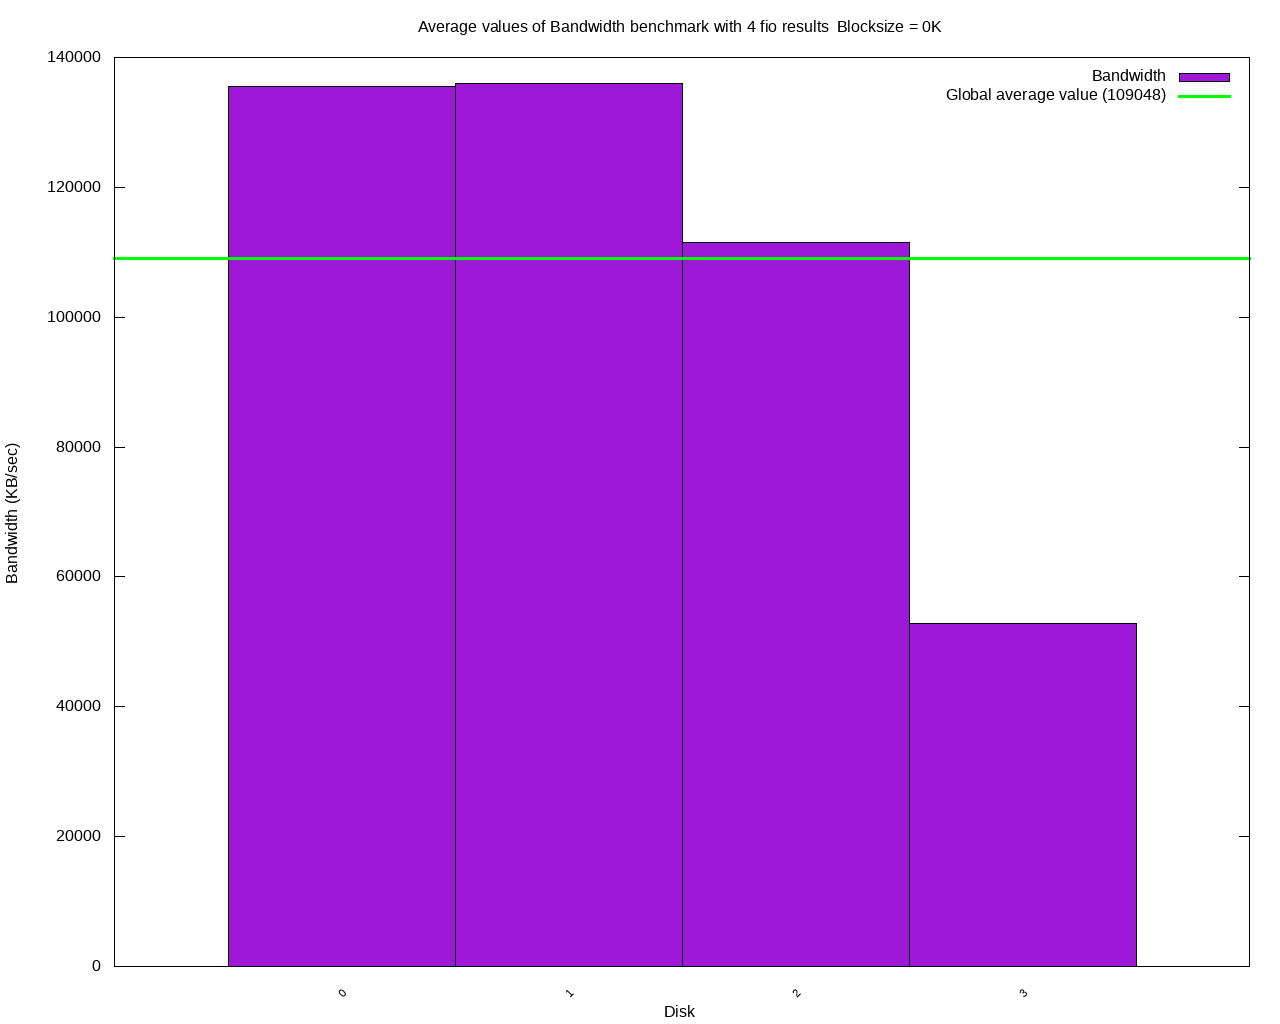 Average values of Bandwidth benchmark with 4 fio results  Blocksize = 0K
140000
120000
100000
80000
60000
40000
20000
0
Bandwidth (KB/sec)
Bandwidth
Global average value (109048)
0
1
2
3
Disk